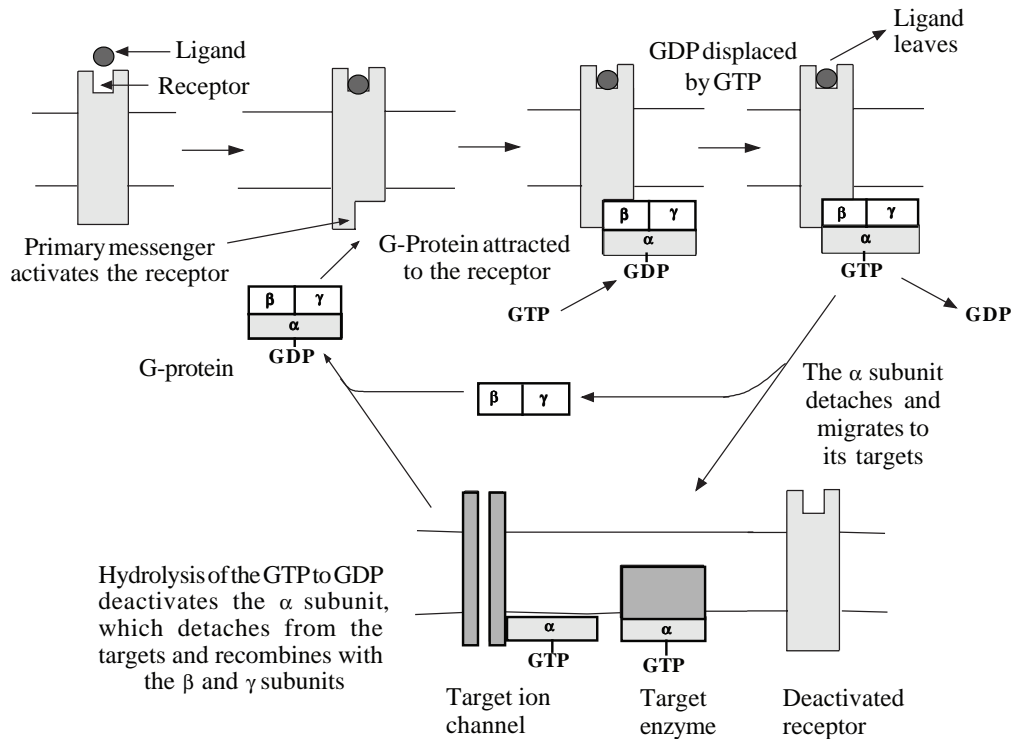 Ligand
Receptor
GDP displaced
by GTP
Ligand
leaves
Primary messenger
activates the receptor
G-Protein attracted
to the receptor
β γ
α
GDP
GTP
β γ
α
GTP
GDP
β γ
α
GDP
G-protein
β γ
The α subunit
detaches and
migrates to
its targets
Hydrolysis of the GTP to GDP
deactivates the α subunit,
which detaches from the
targets and recombines with
the β and γ subunits
α
GTP
α
GTP
Target ion
channel
Target
enzyme
Deactivated
receptor